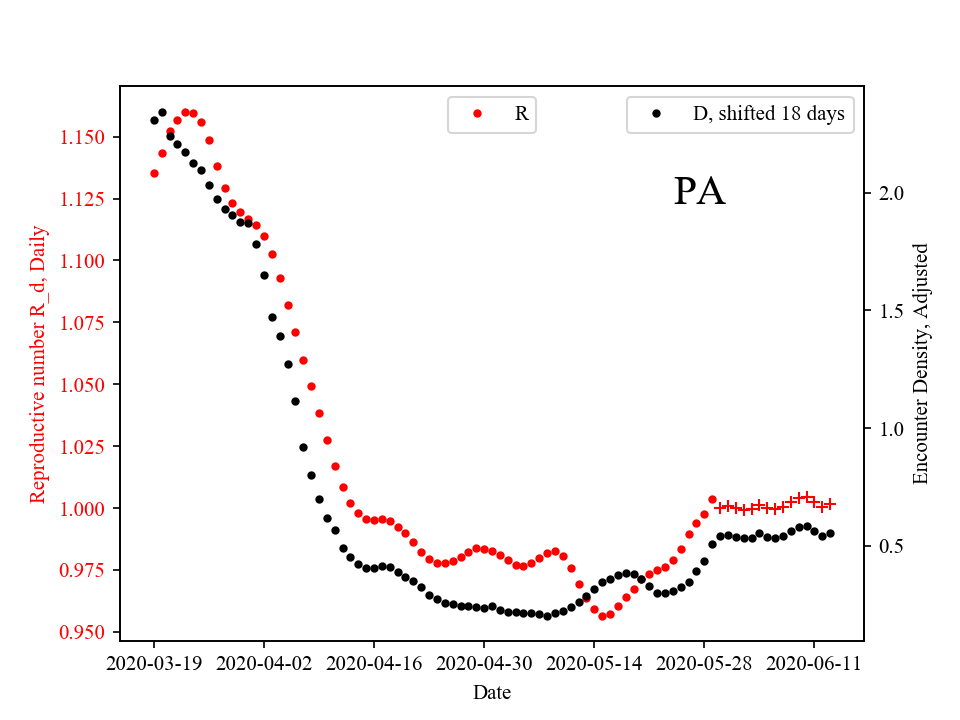 R
D, shifted 18 days
PA
1.150
1.125
1.100
1.075
1.050
1.025
1.000
0.975
0.950
Reproductive number R_d, Daily
2.0
1.5
1.0
0.5
Encounter Density, Adjusted
2020-03-19 2020-04-02 2020-04-16 2020-04-30 2020-05-14 2020-05-28 2020-06-11
Date